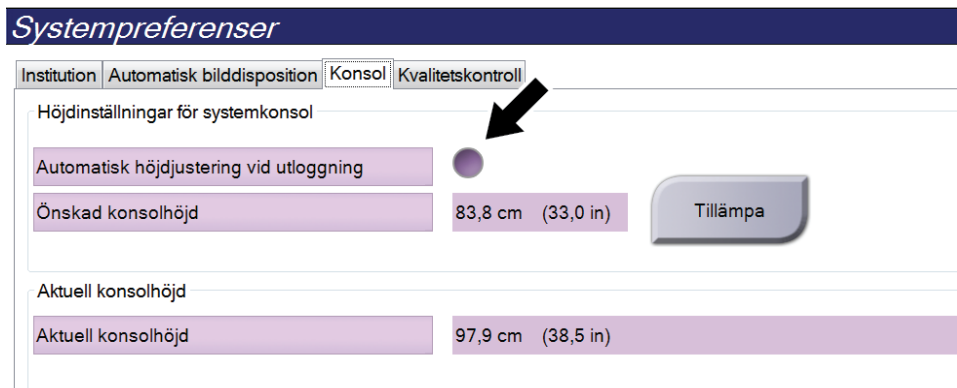 Systempreferenser
Institution Automatisk bilddisposition Konsol Kvalitetskontroll
Höjdinställningar för systemkonsol
Automatisk höjdjustering vid utloggning
Önskad konsolhöjd 83,8 cm (33,0 in) Tillämpa
Aktuell konsolhöjd
Aktuell konsolhöjd 97,9 cm (38,5 in)